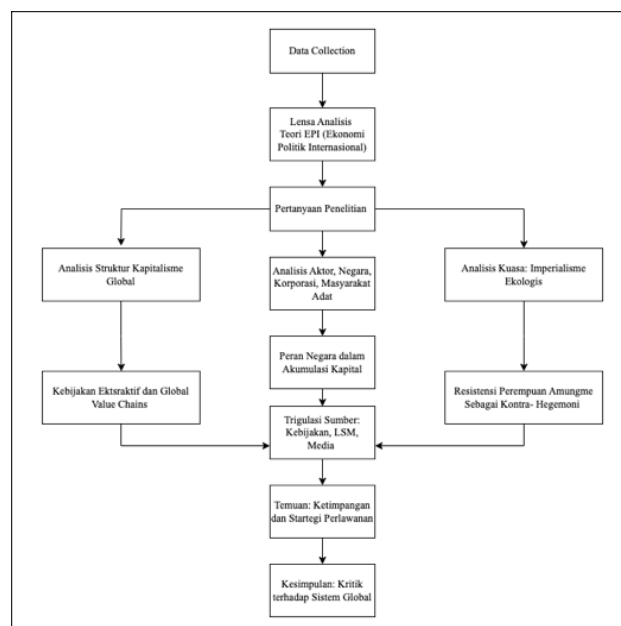 Data Collection
Lensa Analisis
Teori EPI (Ekonomi
Politik Internasional)
Pertanyaan Penelitian
Analisis Struktur Kapitalisme
Global
Analisis Aktor, Negara,
Korporasi, Masyarakat
Adat
Analisis Kuasa: Imperialisme
Ekologis
Peran Negara dalam
Akumulasi Kapital
Kebijakan Ektsraktif dan Global
Value Chains
Resistensi Perempuan Amungme
Sebagai Kontra- Hegemoni
Trigulasi Sumber:
Kebijakan, LSM,
Media
Temuan: Ketimpangan
dan Startegi Perlawanan
Kesimpulan: Kritik
terhadap Sistem Global